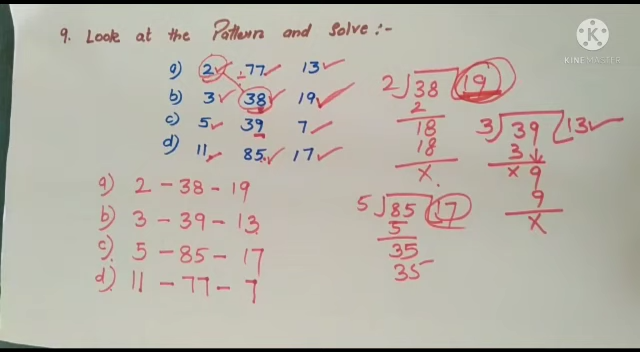 9. Look at the Pattern and Solve :-
a) 2 77 13
b) 3 38 19
c) 5 39 7
d) 11 85 17
a) 2 - 38 - 19
b) 3 - 39 - 13
c) 5 - 85 - 17
d) 11 - 77 - 7
2 38 19
2
18
18
x
3 39 13
3
x 9
9
x
5 85 17
5
35
35
KINEMASTER